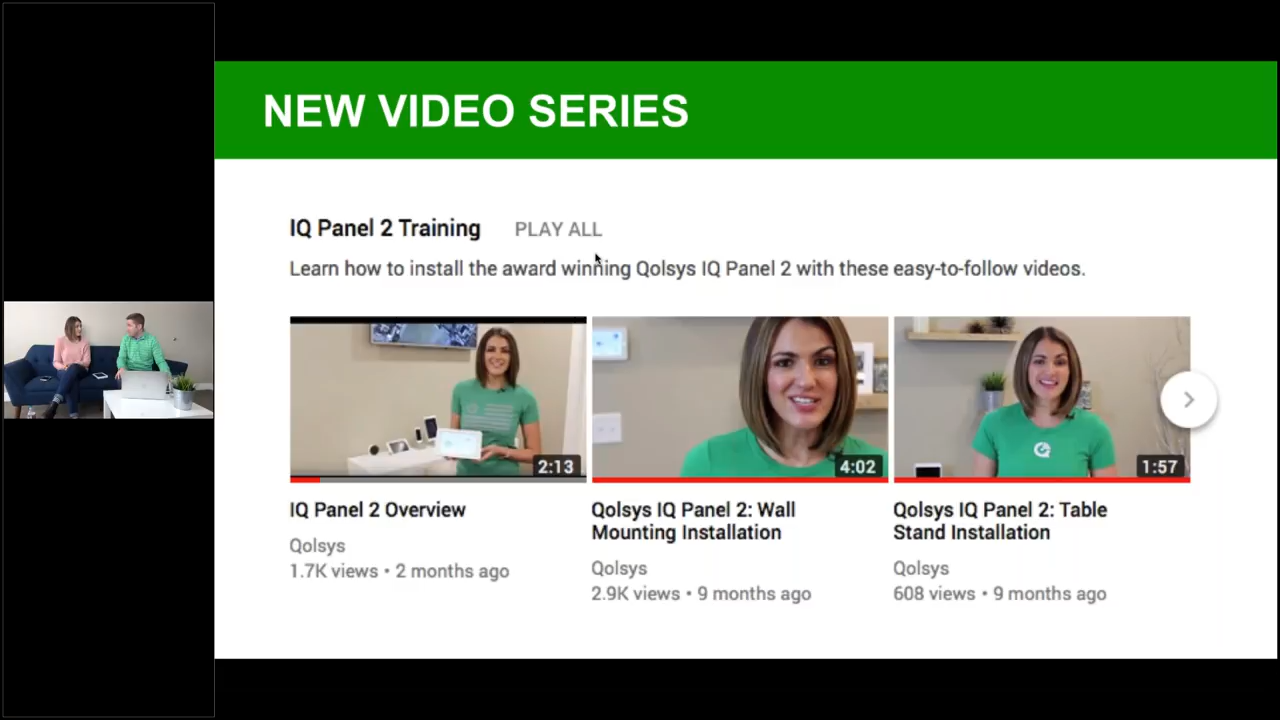 NEW VIDEO SERIES
IQ Panel 2 Training PLAY ALL
Learn how to install the award winning Qolsys IQ Panel 2 with these easy-to-follow videos.
2:13
4:02
1:57
IQ Panel 2 Overview
Qolsys
1.7K views • 2 months ago
Qolsys IQ Panel 2: Wall
Mounting Installation
Qolsys
2.9K views • 9 months ago
Qolsys IQ Panel 2: Table
Stand Installation
Qolsys
608 views • 9 months ago